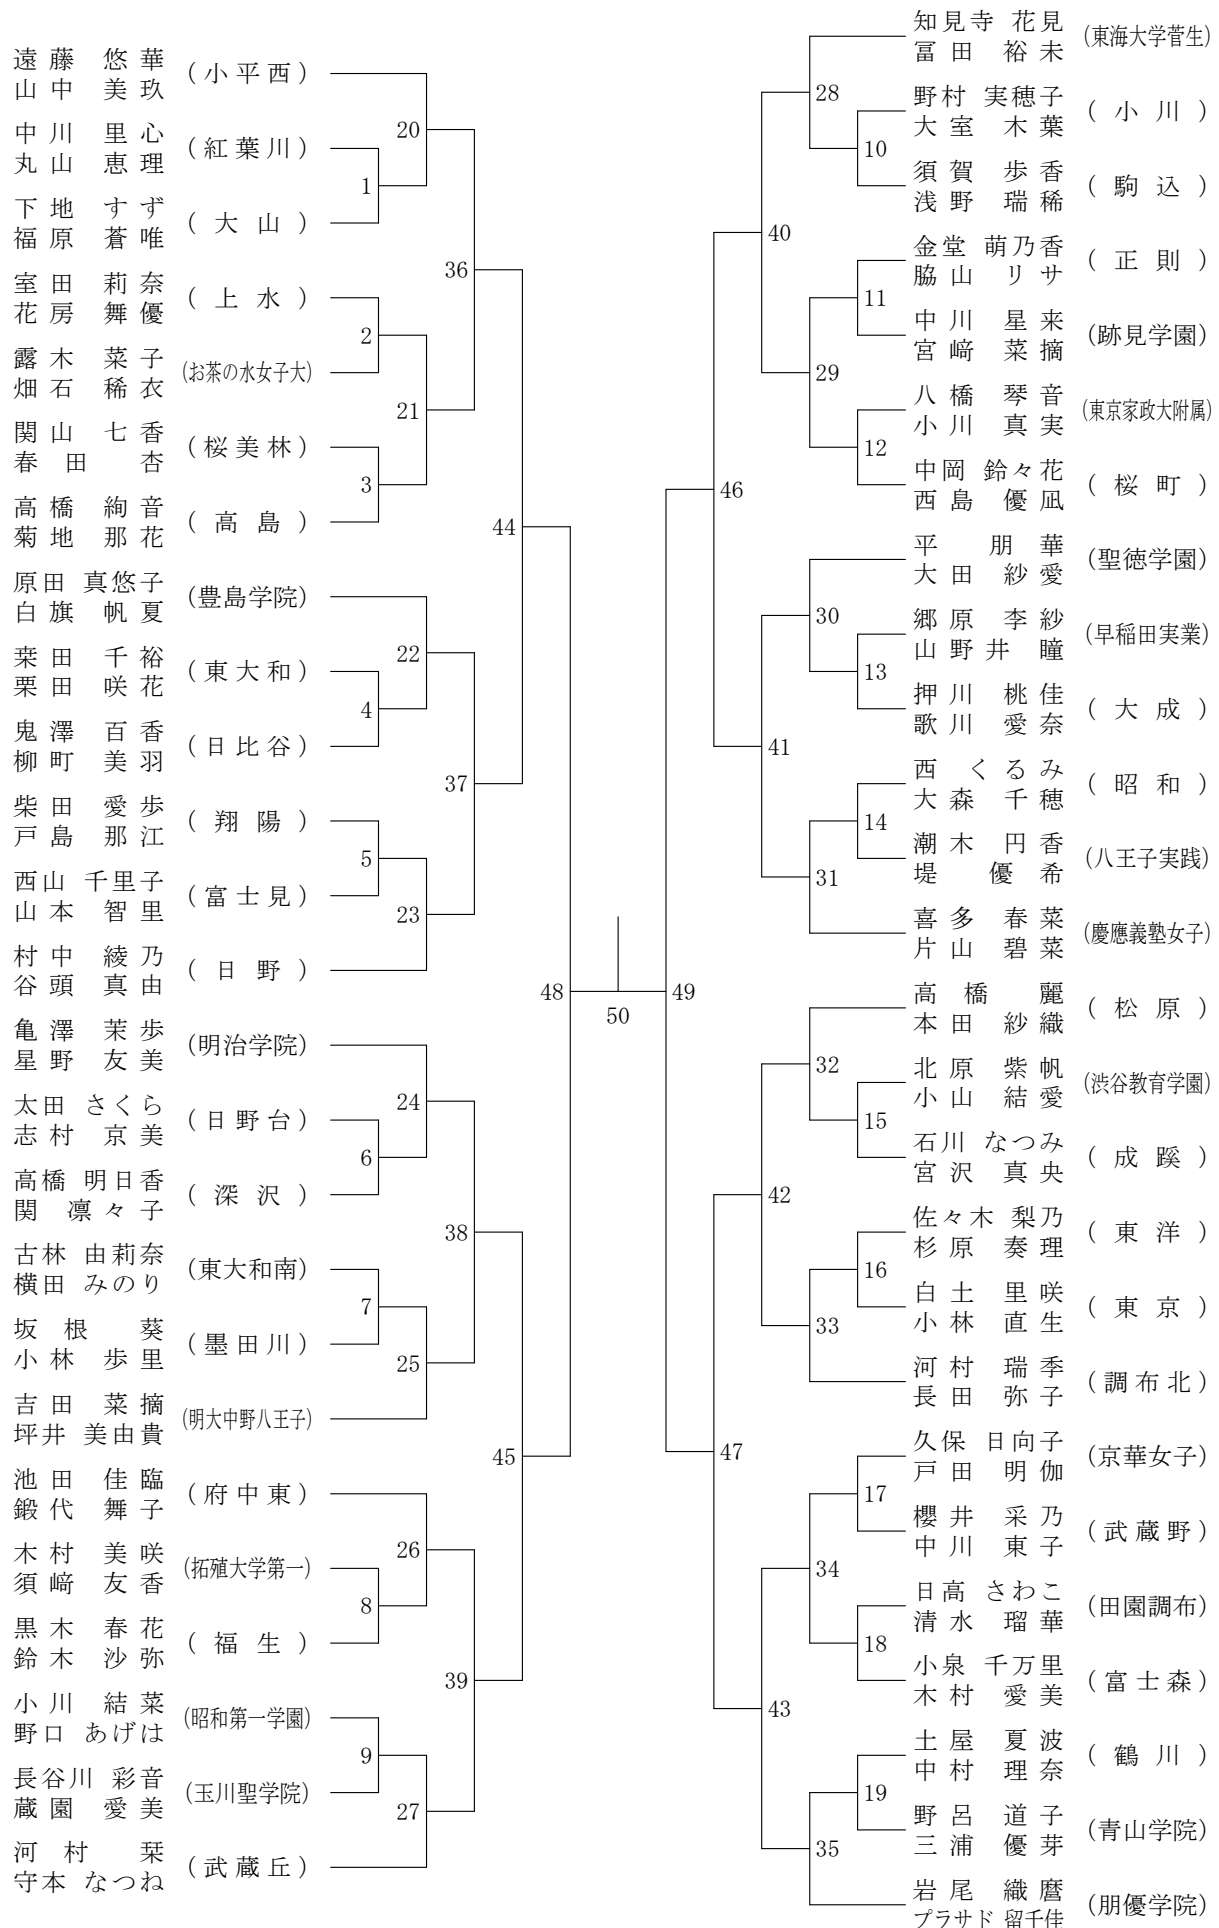 遠藤 悠華
山中 美玖
(小平西)
中川 里心
丸山 恵理
(紅葉川)
下地 すず
福原 蒼唯
(大山)
室田 莉奈
花房 舞優
(上水)
露木 菜子
畑石 稀衣
(お茶の水女子大)
関山 七香
春田 杏
(桜美林)
高橋 絢音
菊地 那花
(高島)
原田 真悠子
白旗 帆夏
(豊島学院)
桒田 千裕
栗田 咲花
(東大和)
鬼澤 百香
柳町 美羽
(日比谷)
柴田 愛歩
戸島 那江
(翔陽)
西山 千里子
山本 智里
(富士見)
村中 綾乃
谷頭 真由
(日野)
亀澤 茉歩
星野 友美
(明治学院)
太田 さくら
志村 京美
(日野台)
高橋 明日香
関 凛々子
(深沢)
古林 由莉奈
横田 みのり
(東大和南)
坂根 葵
小林 歩里
(墨田川)
吉田 菜摘
坪井 美由貴
(明大中野八王子)
池田 佳臨
鍛代 舞子
(府中東)
木村 美咲
須﨑 友香
(拓殖大学第一)
黒木 春花
鈴木 沙弥
(福生)
小川 結菜
野口 あげは
(昭和第一学園)
長谷川 彩音
蔵園 愛美
(玉川聖学院)
河村 栞
守本 なつね
(武蔵丘)
1
2
3
4
5
6
7
8
9
20
21
22
23
24
25
26
27
36
37
38
39
44
45
48
50
49
46
47
40
41
42
43
28
29
30
31
32
33
34
35
10
11
12
13
14
15
16
17
18
19
知見寺 花見
冨田 裕未
(東海大学菅生)
野村 実穂子
大室 木葉
(小川)
須賀 歩香
浅野 瑞稀
(駒込)
金堂 萌乃香
脇山 リサ
(正則)
中川 星来
宮﨑 菜摘
(跡見学園)
八橋 琴音
小川 真実
(東京家政大附属)
中岡 鈴々花
西島 優凪
(桜町)
平 朋華
大田 紗愛
(聖徳学園)
郷原 李紗
山野井 瞳
(早稲田実業)
押川 桃佳
歌川 愛奈
(大成)
西 くるみ
大森 千穂
(昭和)
潮木 円香
堤 優希
(八王子実践)
喜多 春菜
片山 碧菜
(慶應義塾女子)
高橋 麗
本田 紗織
(松原)
北原 紫帆
小山 結愛
(渋谷教育学園)
石川 なつみ
宮沢 真央
(成蹊)
佐々木 梨乃
杉原 奏理
(東洋)
白土 里咲
小林 直生
(東京)
河村 瑞季
長田 弥子
(調布北)
久保 日向子
戸田 明伽
(京華女子)
櫻井 采乃
中川 東子
(武蔵野)
日高 さわこ
清水 瑠華
(田園調布)
小泉 千万里
木村 愛美
(富士森)
土屋 夏波
中村 理奈
(鶴川)
野呂 道子
三浦 優芽
(青山学院)
岩尾 織麿
プラサド 留千佳
(朋優学院)